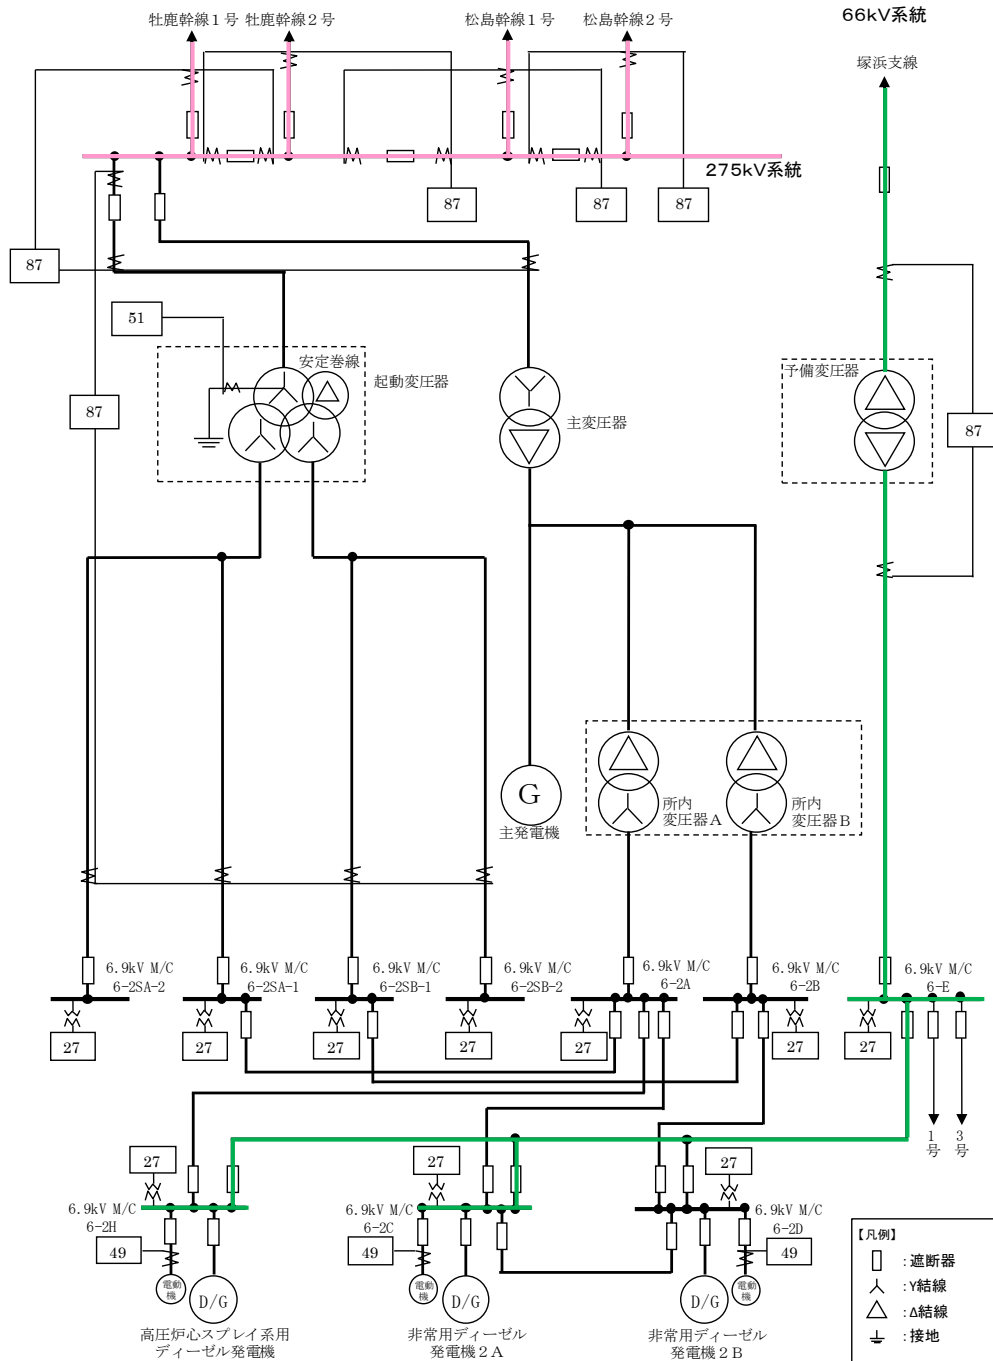 牡鹿幹線１号 牡鹿幹線２号 松島幹線１号 松島幹線２号
66kV系統
塚浜支線
275kV系統
87 87 87
87
51
安定巻線
起動変圧器
87
主変圧器
予備変圧器
87
G
主発電機
所内
変圧器Ａ
所内
変圧器Ｂ
6.9kV M/C
6-2SA-2
6.9kV M/C
6-2SA-1
6.9kV M/C
6-2SB-1
6.9kV M/C
6-2SB-2
6.9kV M/C
6-2A
6.9kV M/C
6-2B
6.9kV M/C
6-E
27 27 27 27 27 27 27
1号 3号
27 27 27
6.9kV M/C
6-2H
6.9kV M/C
6-2C
6.9kV M/C
6-2D
49 49 49
電動機 D/G 電動機 D/G D/G 電動機
高圧炉心スプレイ系用
ディーゼル発電機
非常用ディーゼル
発電機２Ａ
非常用ディーゼル
発電機２Ｂ
【凡例】
：遮断器
：Y結線
：Δ結線
：接地